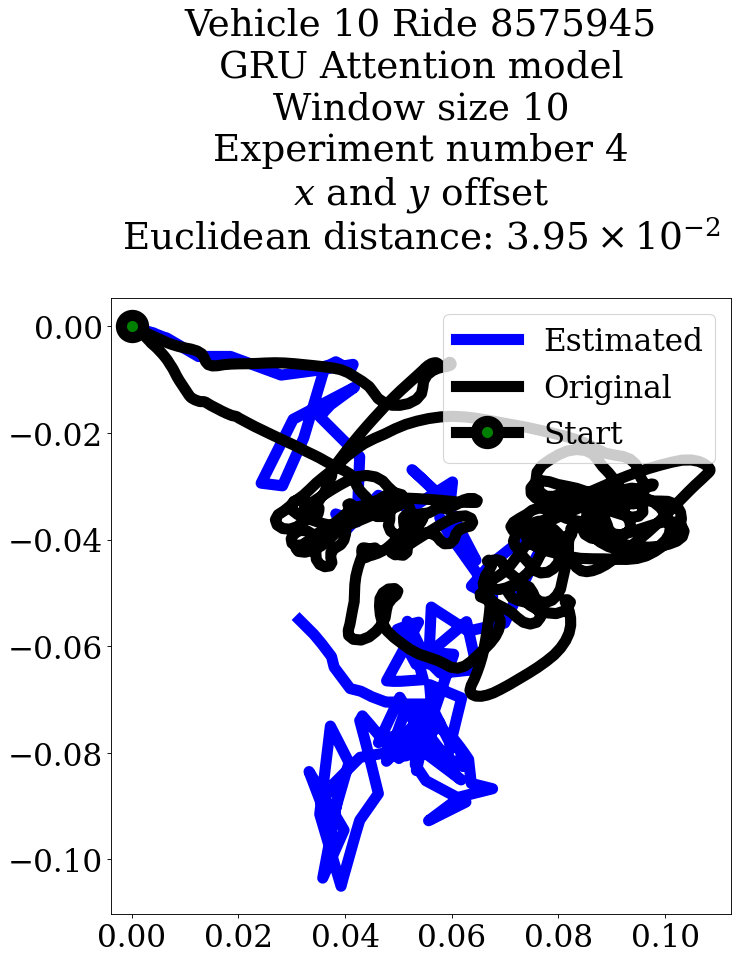 Vehicle 10 Ride 8575945
GRU Attention model
Window size 10
Experiment number 4
x and y offset
Euclidean distance: 3.95 × 10⁻²
Estimated
Original
Start
0.00
−0.02
−0.04
−0.06
−0.08
−0.10
0.00 0.02 0.04 0.06 0.08 0.10